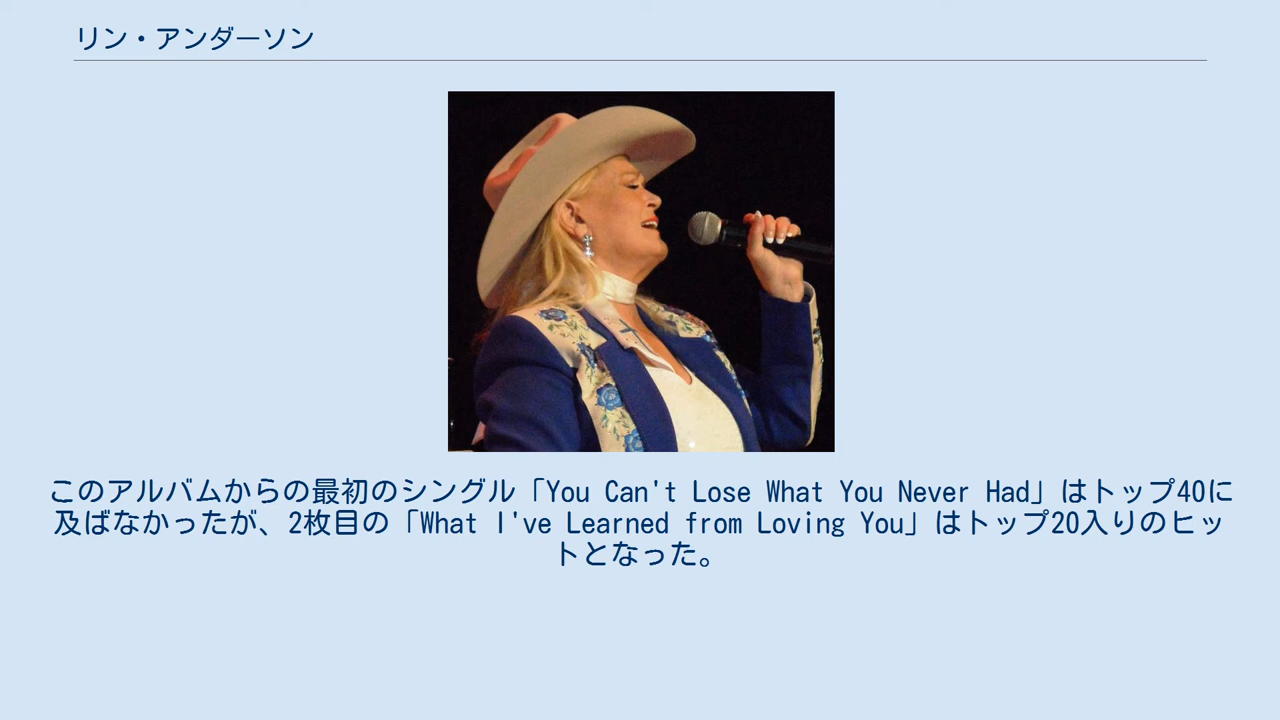 リン・アンダーソン
このアルバムからの最初のシングル「You Can't Lose What You Never Had」はトップ40に
及ばなかったが、2枚目の「What I've Learned from Loving You」はトップ20入りのヒッ
トとなった。